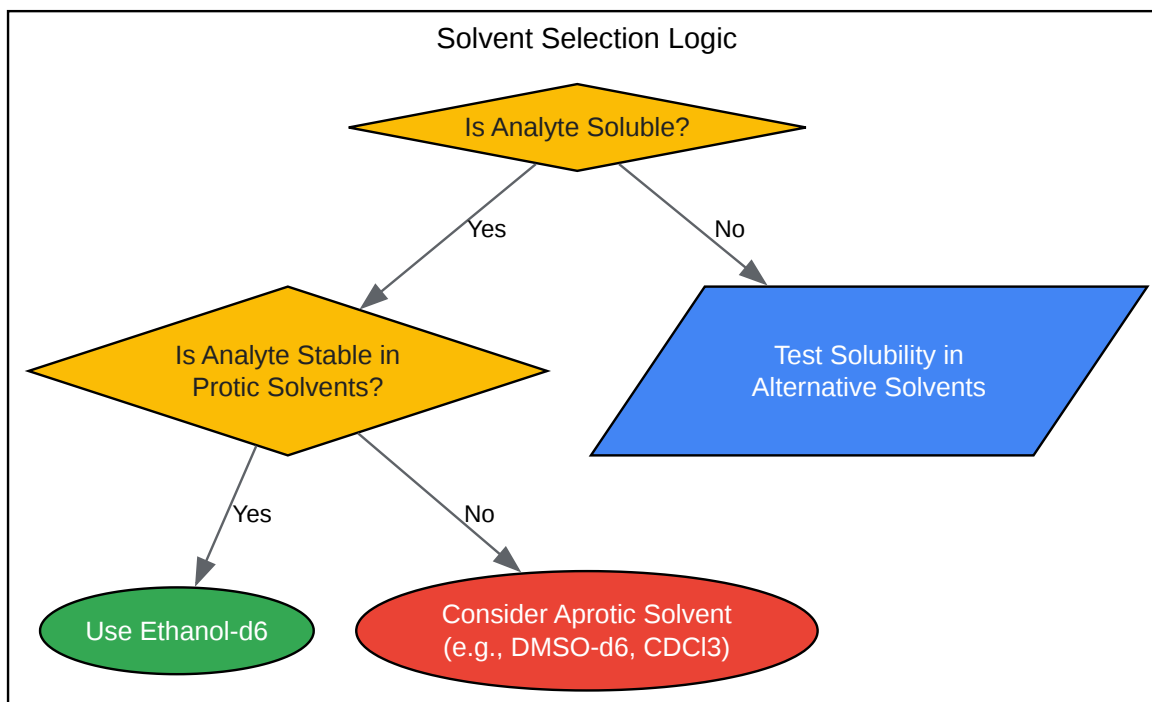 Solvent Selection Logic
Is Analyte Soluble?
Yes
No
Is Analyte Stable in
Protic Solvents?
Test Solubility in
Alternative Solvents
Yes
No
Use Ethanol-d6
Consider Aprotic Solvent
(e.g., DMSO-d6, CDCl3)